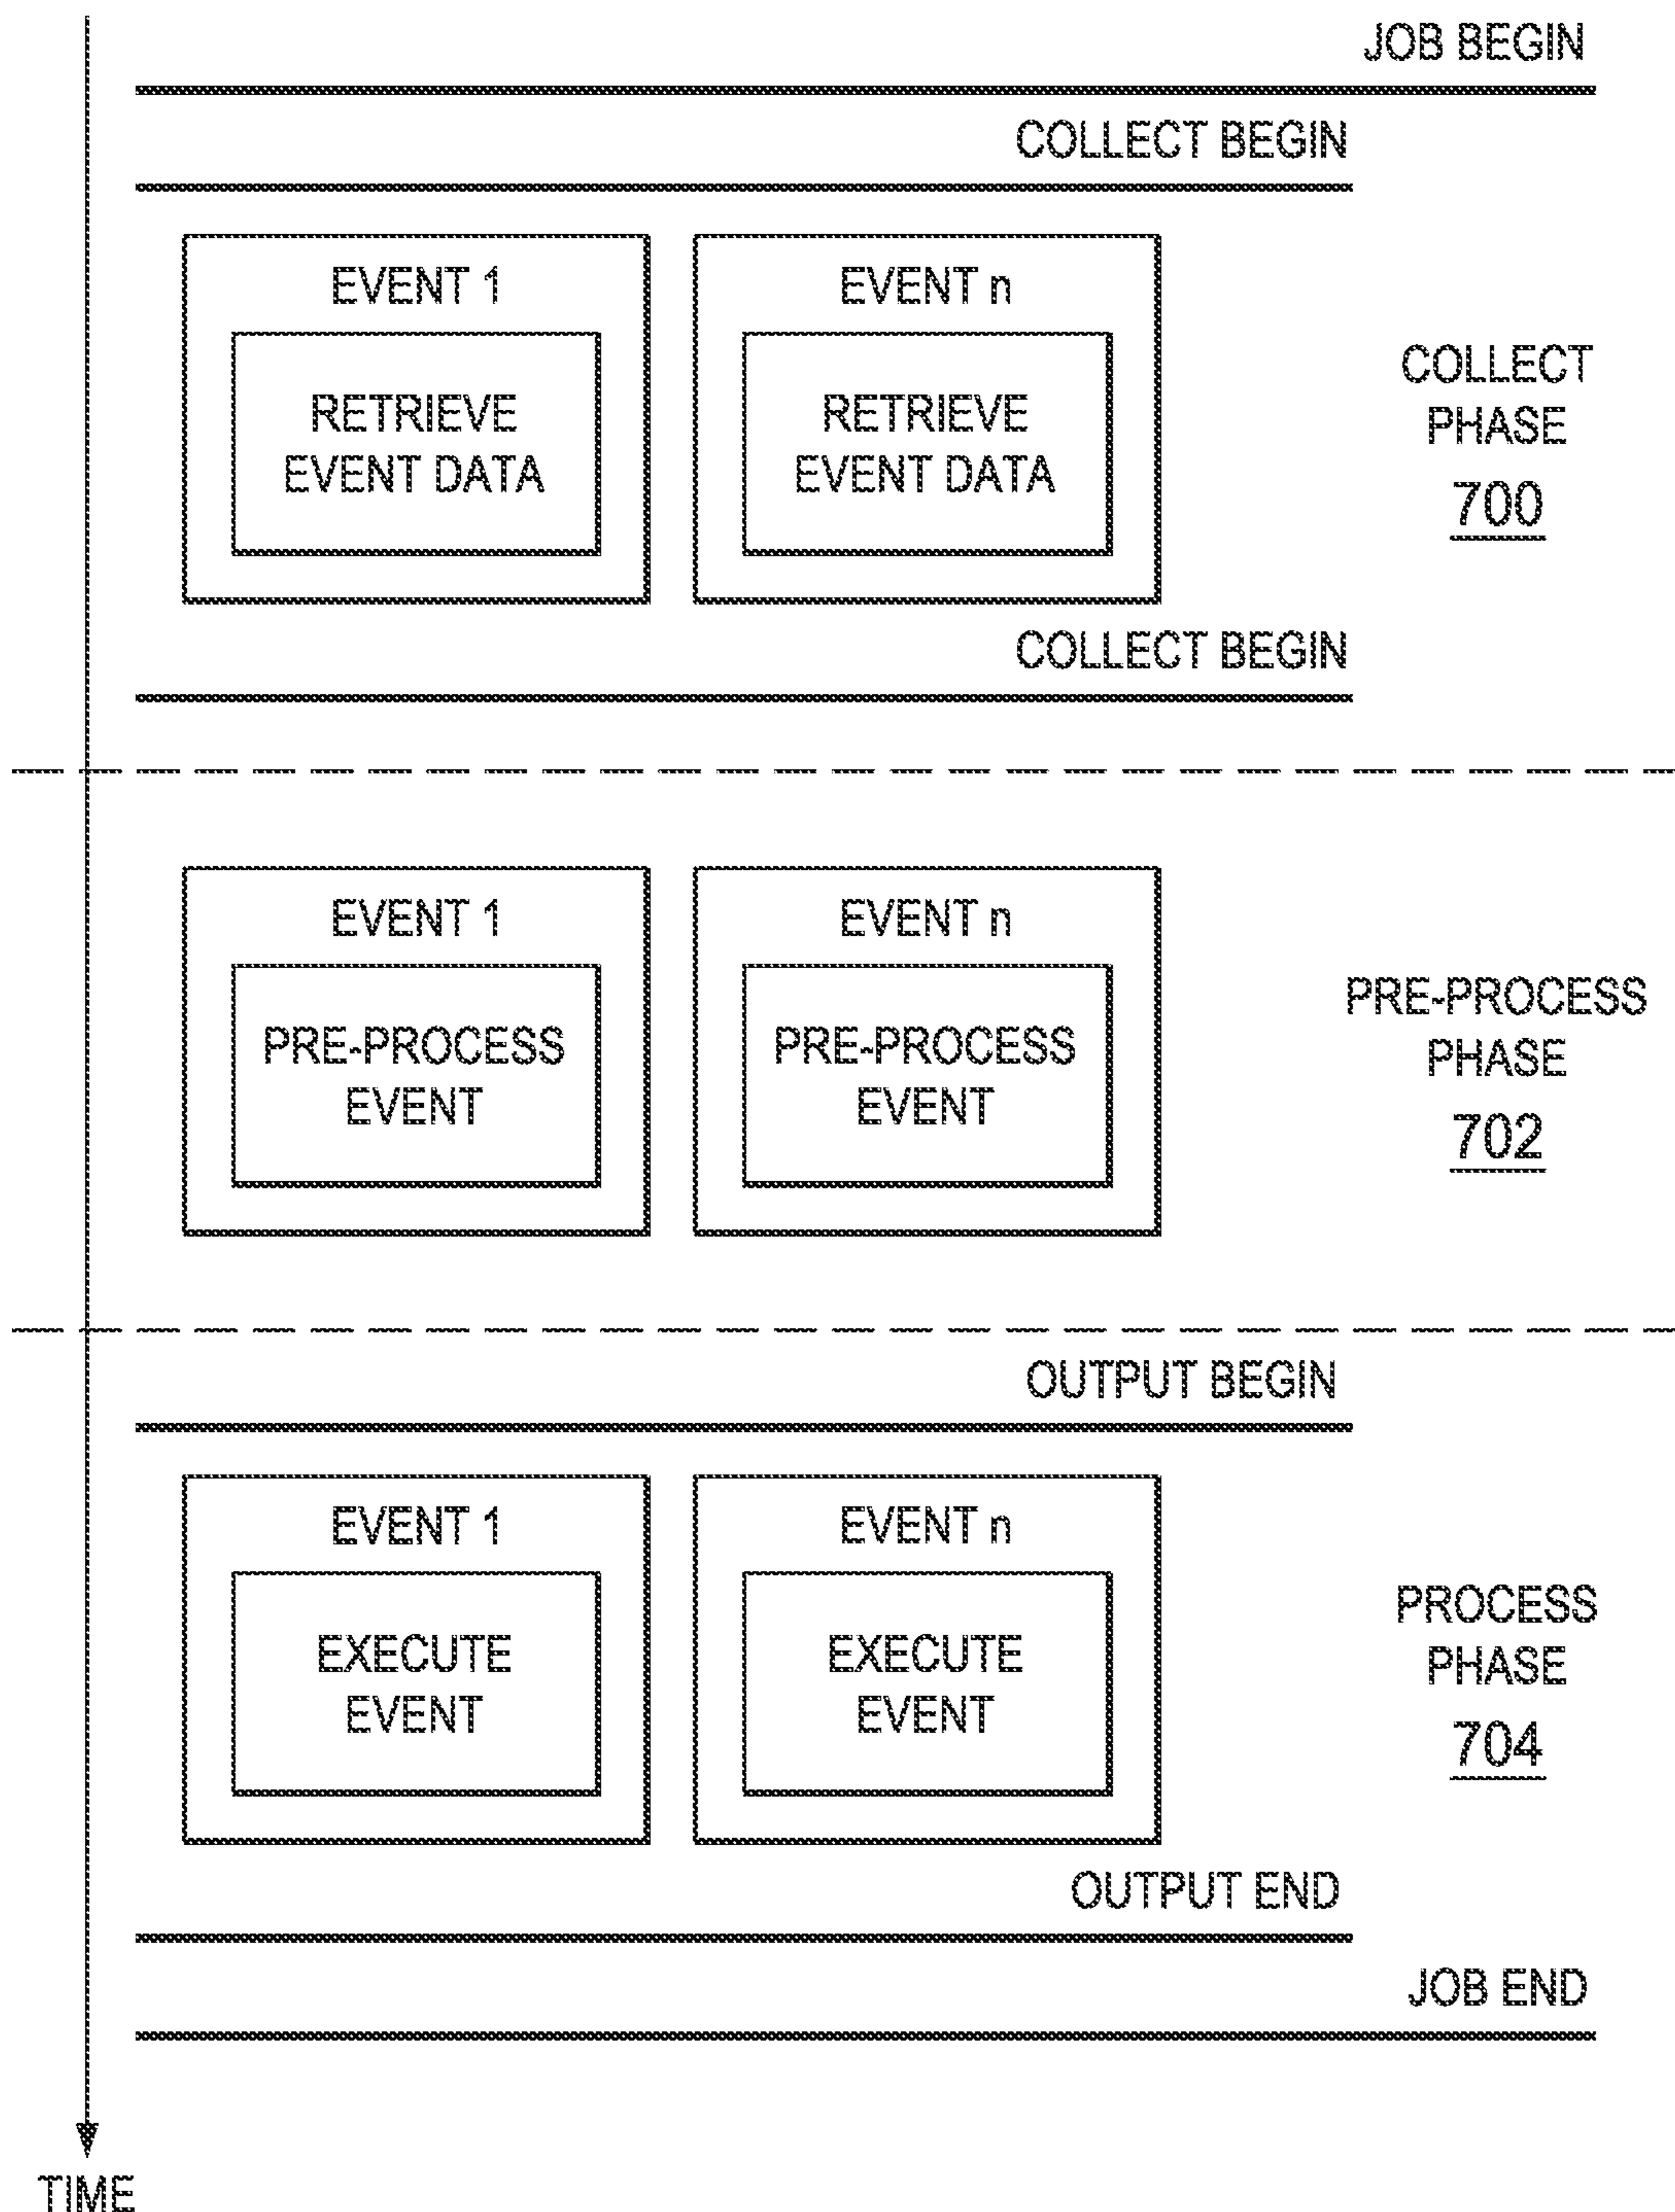 JOB BEGIN
COLLECT BEGIN
EVENT 1
RETRIEVE
EVENT DATA
EVENT n
RETRIEVE
EVENT DATA
COLLECT
PHASE
700
COLLECT BEGIN
EVENT 1
PRE-PROCESS
EVENT
EVENT n
PRE-PROCESS
EVENT
PRE-PROCESS
PHASE
702
OUTPUT BEGIN
EVENT 1
EXECUTE
EVENT
EVENT n
EXECUTE
EVENT
PROCESS
PHASE
704
OUTPUT END
JOB END
TIME